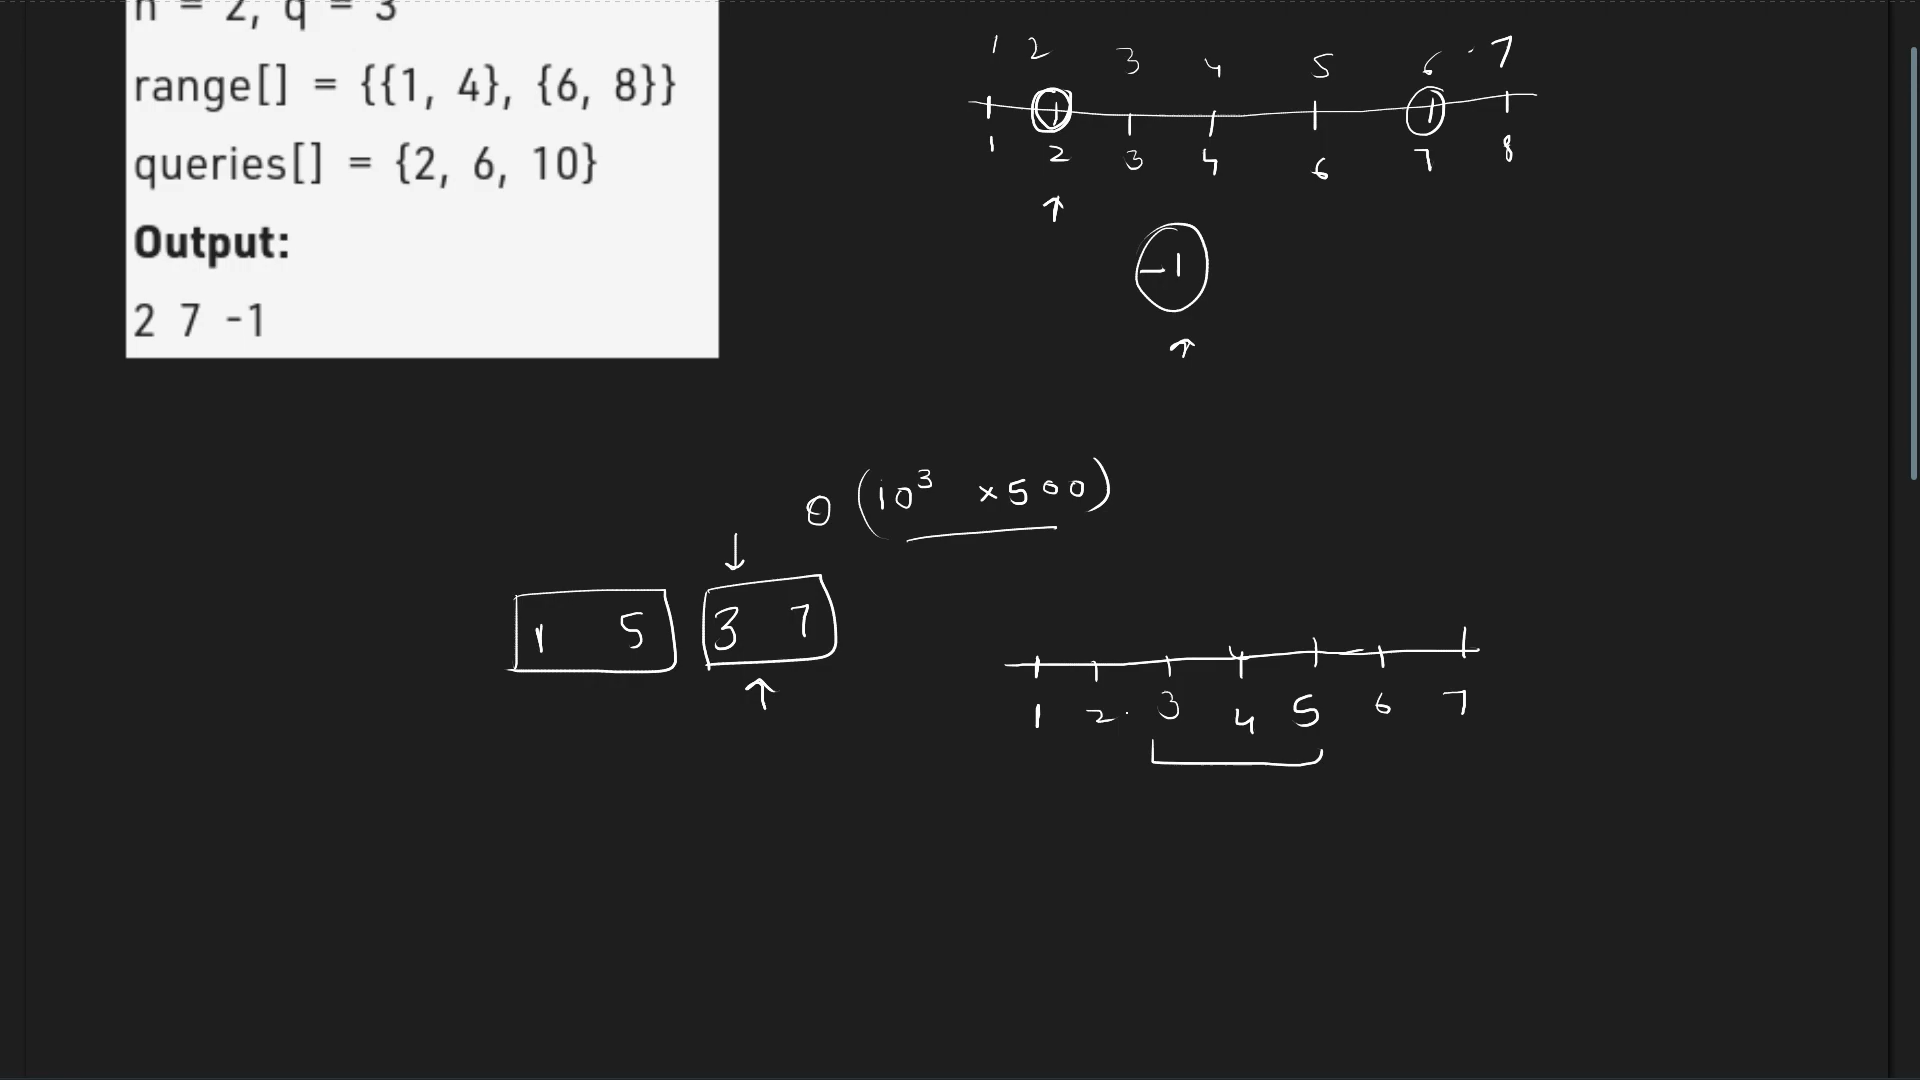 n = 2, q = 3
range[] = {{1, 4}, {6, 8}}
queries[] = {2, 6, 10}
Output:
2 7 -1
1 2 3 4 5 6 7
1 2 3 4 6 7 8
-1
O (10³ × 500)
1 5 3 7
1 2 3 4 5 6 7